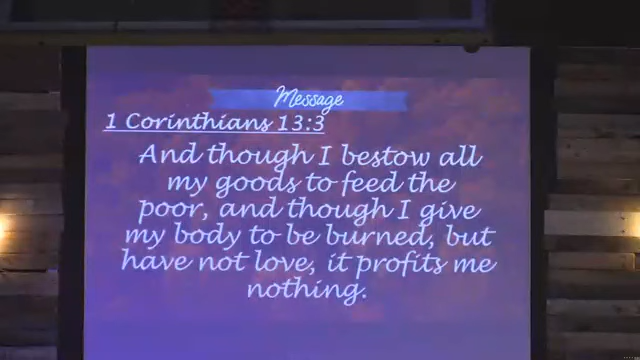 Message
1 Corinthians 13:3
And though I bestow all
my goods to feed the
poor, and though I give
my body to be burned, but
have not love, it profits me
nothing.